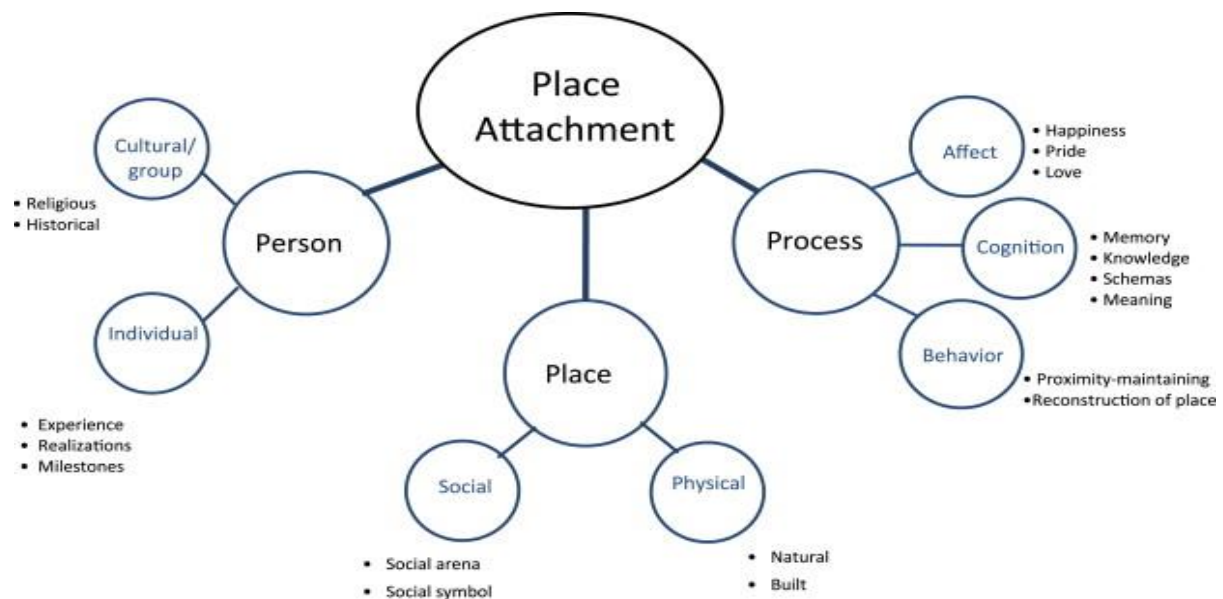 Place
Attachment
Cultural/
group
• Religious
• Historical
Person
Individual
• Experience
• Realizations
• Milestones
Place
Social
• Social arena
• Social symbol
Physical
• Natural
• Built
Process
Affect
• Happiness
• Pride
• Love
Cognition
• Memory
• Knowledge
• Schemas
• Meaning
Behavior
• Proximity-maintaining
•Reconstruction of place